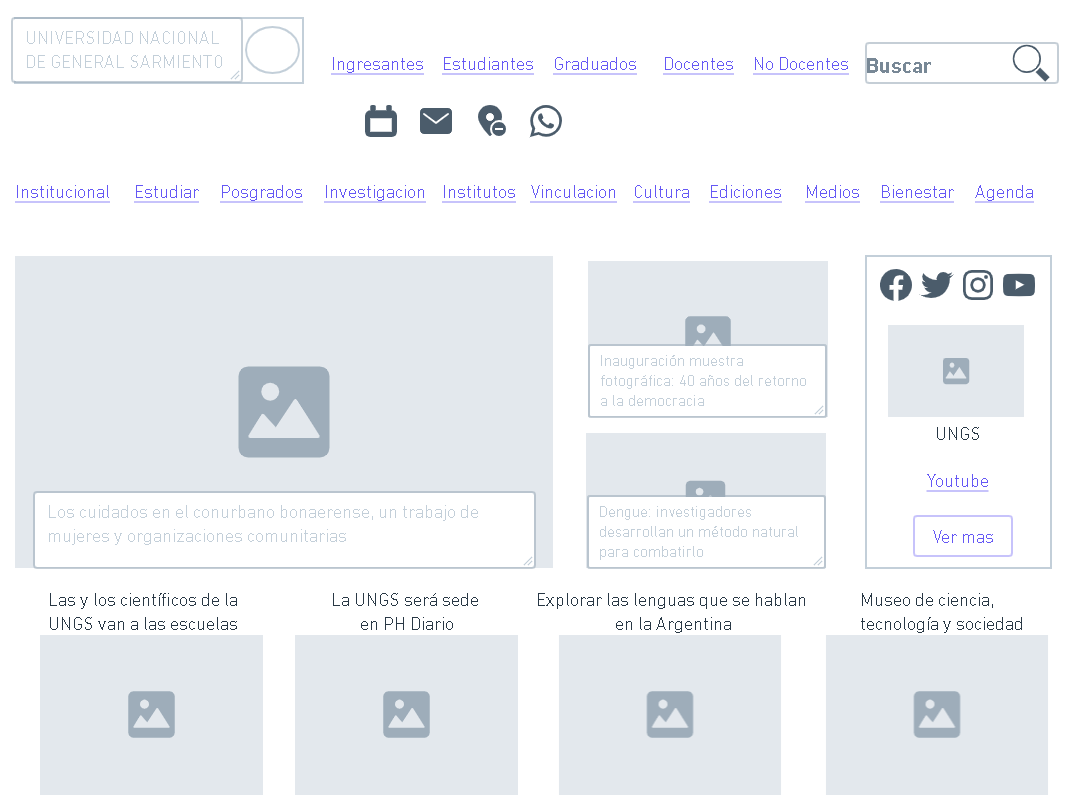 UNIVERSIDAD NACIONAL
DE GENERAL SARMIENTO
Ingresantes Estudiantes Graduados Docentes No Docentes
Buscar
Institucional Estudiar Posgrados Investigacion Institutos Vinculacion Cultura Ediciones Medios Bienestar Agenda
Los cuidados en el conurbano bonaerense, un trabajo de
mujeres y organizaciones comunitarias
Inauguración muestra
fotográfica: 40 años del retorno
a la democracia
Dengue: investigadores
desarrollan un método natural
para combatirlo
UNGS
Youtube
Ver mas
Las y los científicos de la
UNGS van a las escuelas
La UNGS será sede
en PH Diario
Explorar las lenguas que se hablan
en la Argentina
Museo de ciencia,
tecnología y sociedad